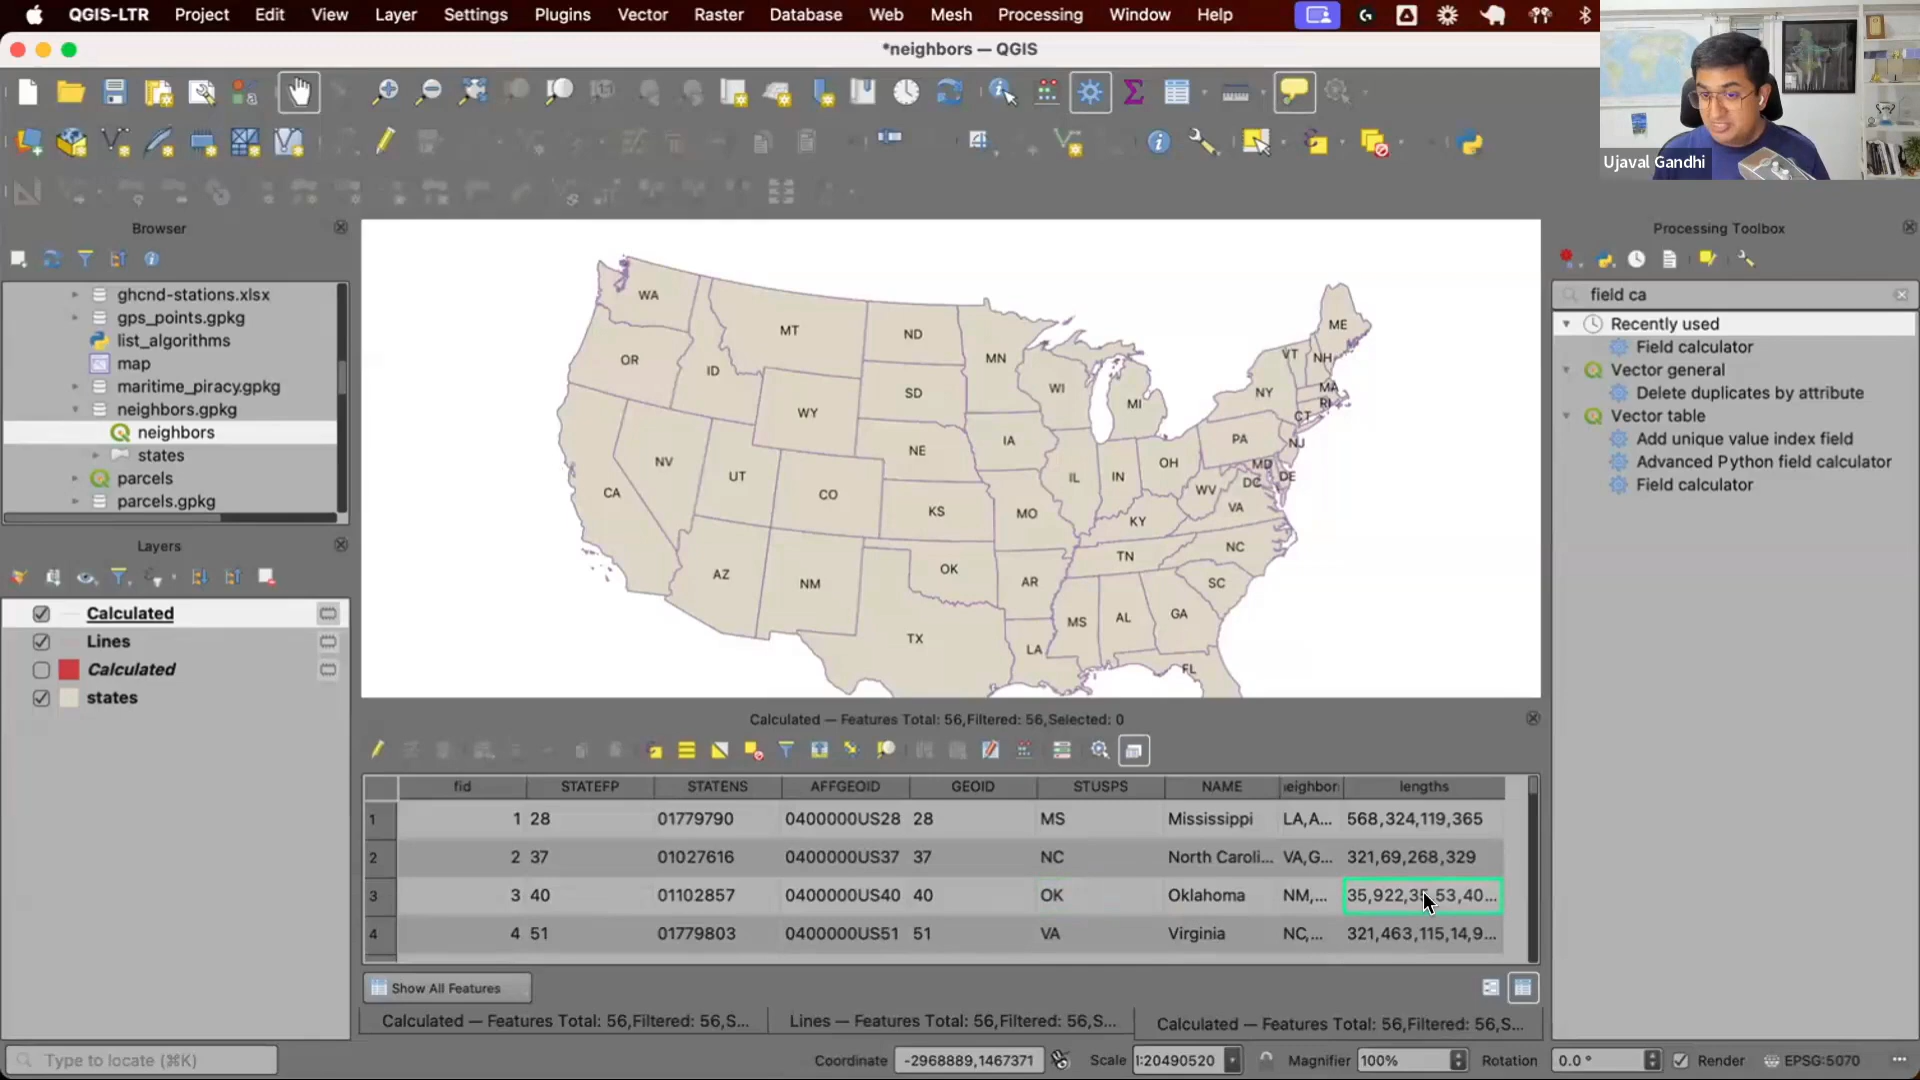 QGIS-LTR Project Edit View Layer Settings Plugins Vector Raster Database Web Mesh Processing Window Help
*neighbors — QGIS
Ujaval Gandhi
Browser
ghcnd-stations.xlsx
gps_points.gpkg
list_algorithms
map
maritime_piracy.gpkg
neighbors.gpkg
neighbors
states
parcels
parcels.gpkg
Layers
Calculated
Lines
Calculated
states
WA
MT
ND
MN
ME
OR
ID
SD
WI
VT
NH
WY
MI
NY
MA
RI
CT
NE
IA
PA
NJ
NV
UT
CO
IL
IN
OH
MD
DE
DC
CA
KS
MO
WV
VA
KY
AZ
NM
OK
AR
TN
NC
SC
TX
LA
MS
AL
GA
FL
Processing Toolbox
field ca
Recently used
Field calculator
Vector general
Delete duplicates by attribute
Vector table
Add unique value index field
Advanced Python field calculator
Field calculator
Calculated — Features Total: 56,Filtered: 56,Selected: 0
fid STATEFP STATENS AFFGEOID GEOID STUSPS NAME eighbor lengths
1 1 28 01779790 0400000US28 28 MS Mississippi LA,A... 568,324,119,365
2 2 37 01027616 0400000US37 37 NC North Caroli... VA,G... 321,69,268,329
3 3 40 01102857 0400000US40 40 OK Oklahoma NM,... 35,922,35,53,40...
4 4 51 01779803 0400000US51 51 VA Virginia NC,... 321,463,115,14,9...
Show All Features
Calculated — Features Total: 56,Filtered: 56,S...
Lines — Features Total: 56,Filtered: 56,S...
Calculated — Features Total: 56,Filtered: 56,S...
Type to locate (⌘K)
Coordinate -2968889,1467371 Scale 1:20490520 Magnifier 100% Rotation 0.0 ° Render EPSG:5070